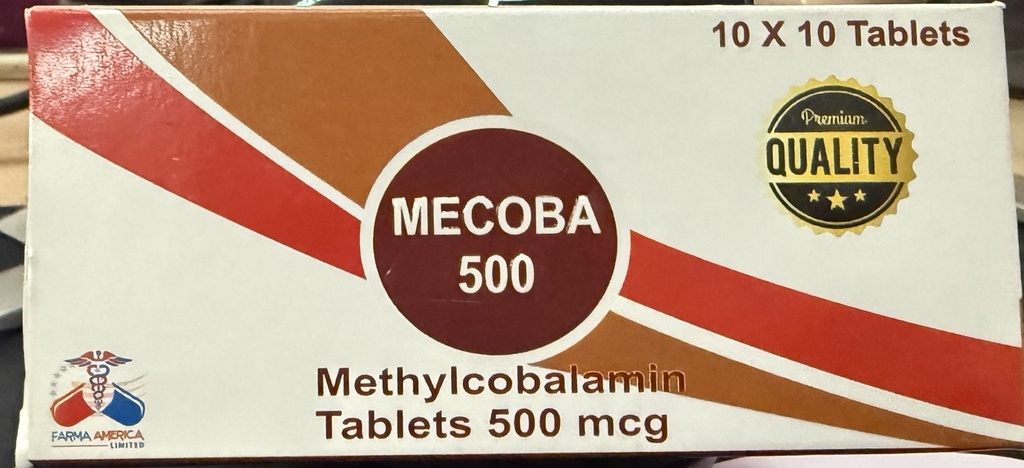 10 X 10 Tablets
Premium
QUALITY
MECOBA
500
Methylcobalamin
Tablets 500 mcg
FARMA AMERICA
LIMITED